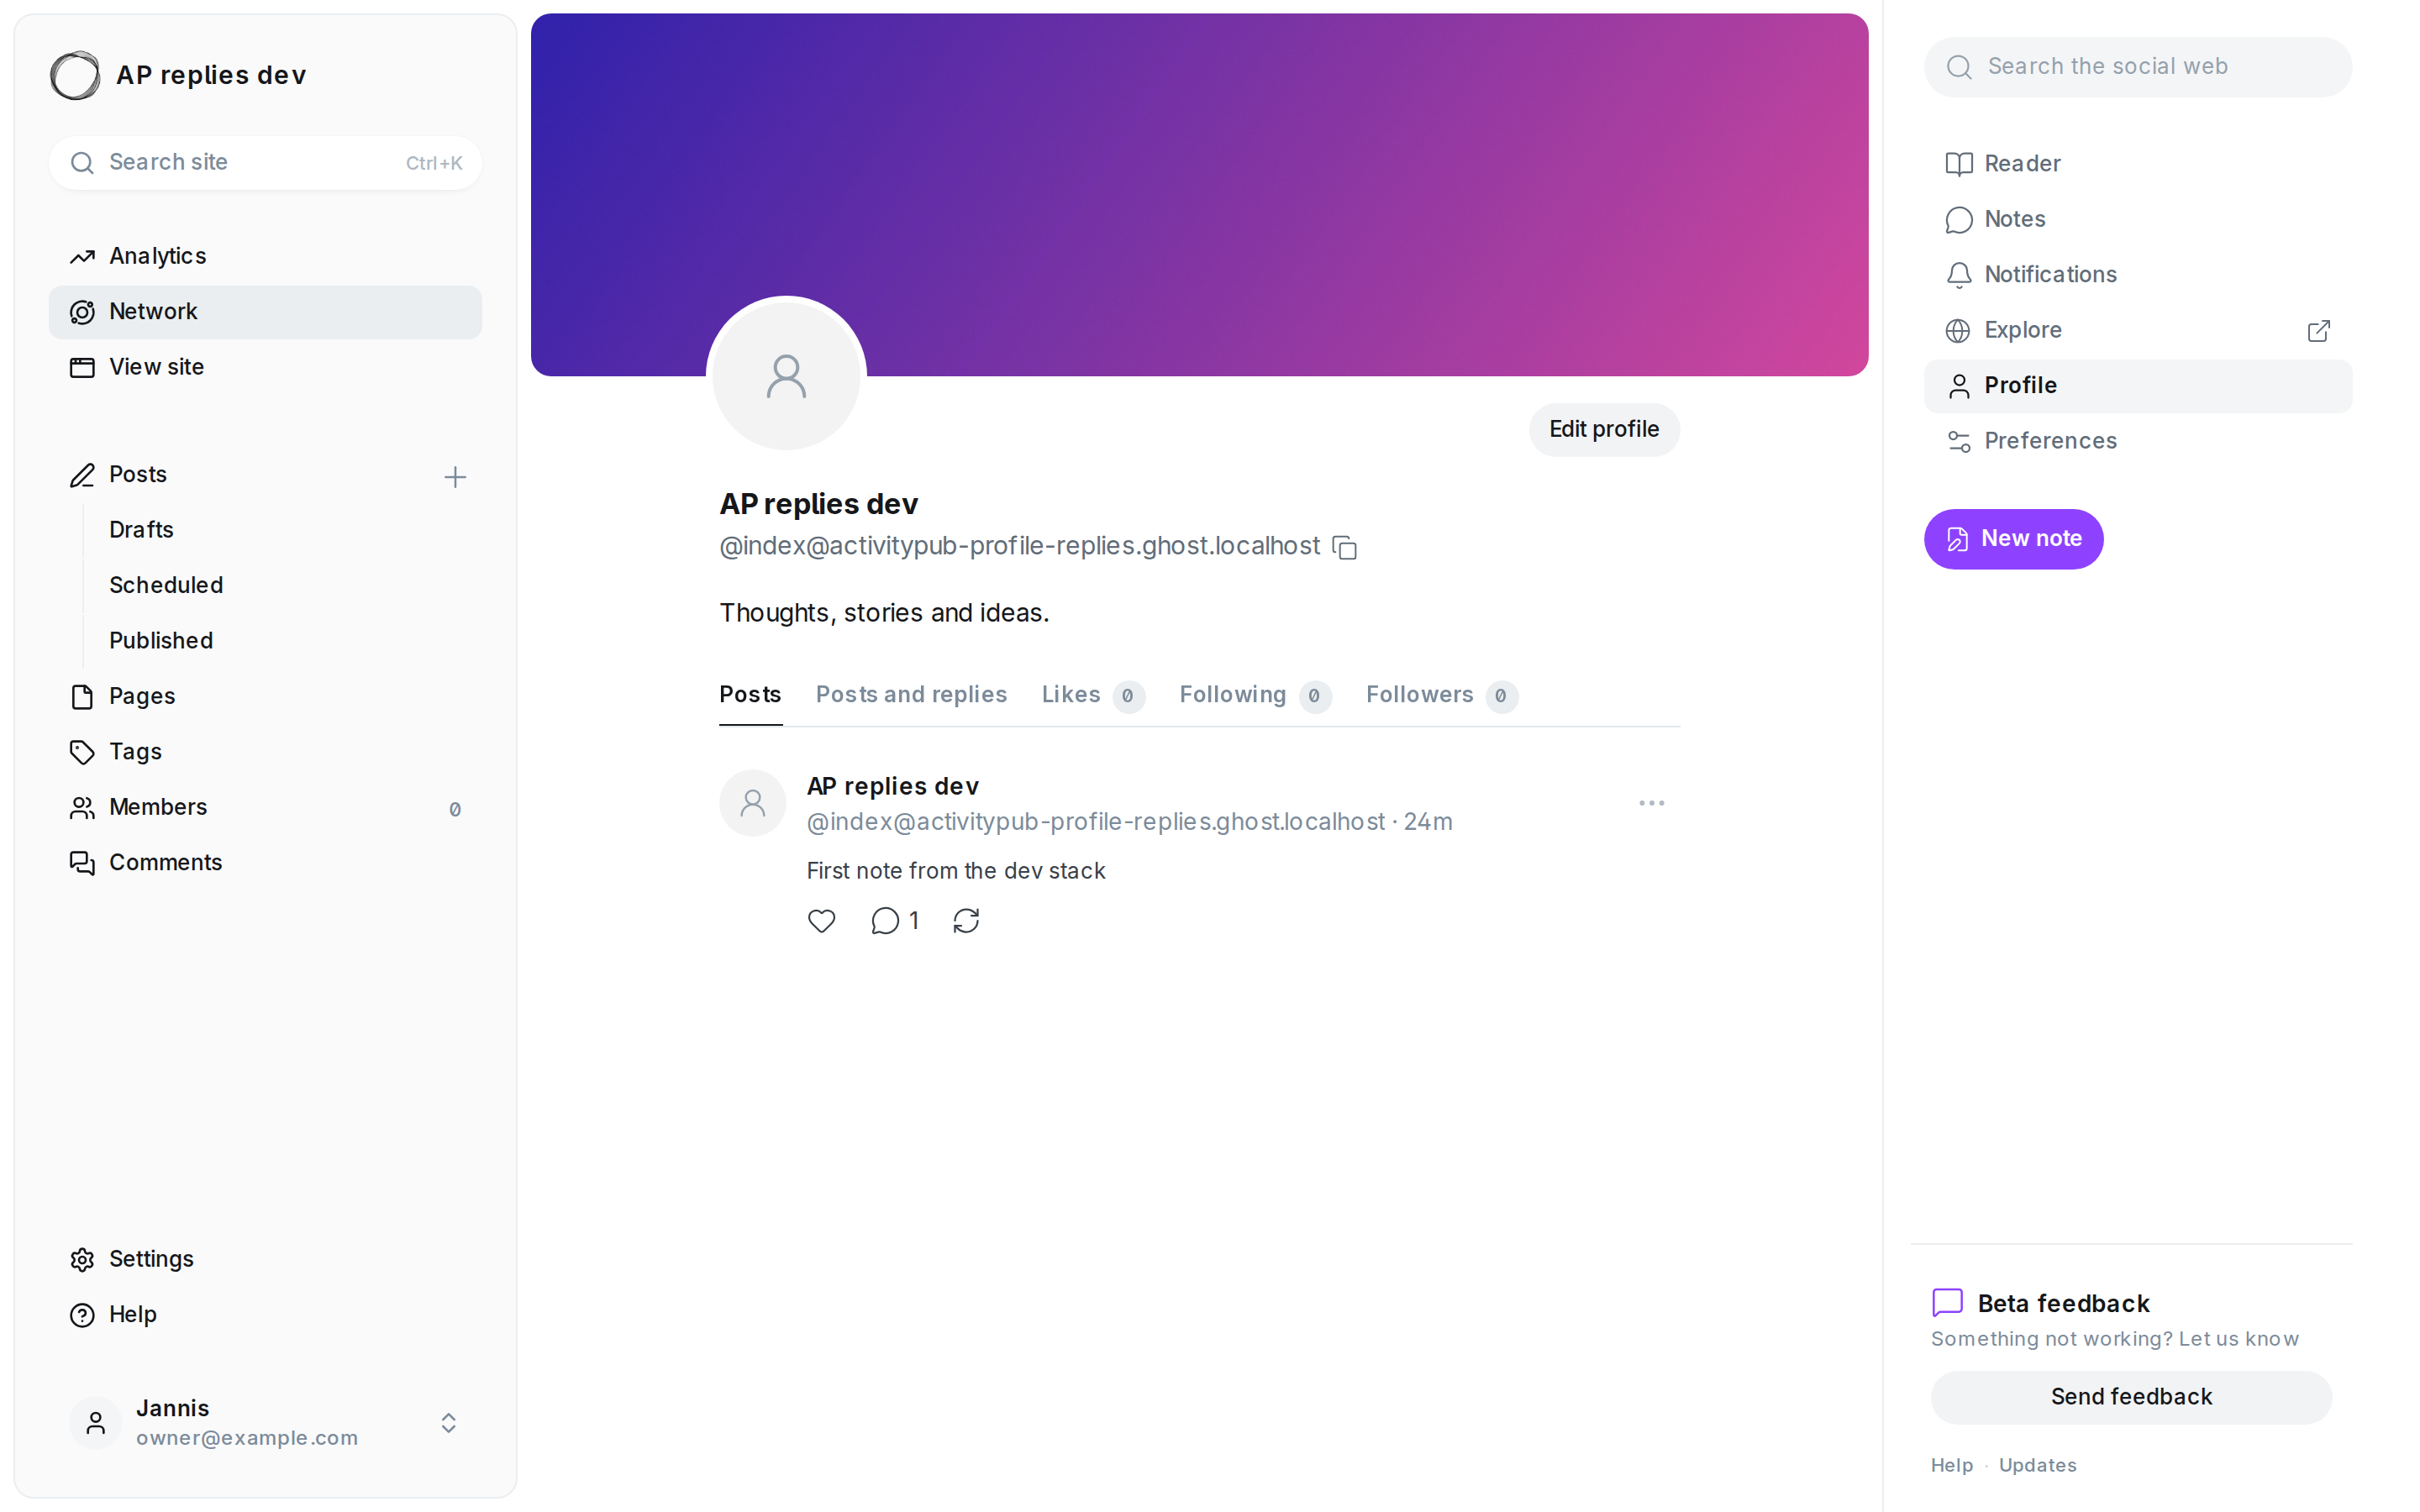 AP replies dev
Search site Ctrl+K
Analytics
Network
View site
Posts
Drafts
Scheduled
Published
Pages
Tags
Members 0
Comments
Settings
Help
Jannis
owner@example.com
Edit profile
AP replies dev
@index@activitypub-profile-replies.ghost.localhost
Thoughts, stories and ideas.
Posts Posts and replies Likes 0 Following 0 Followers 0
AP replies dev
@index@activitypub-profile-replies.ghost.localhost · 24m
First note from the dev stack
1
Search the social web
Reader
Notes
Notifications
Explore
Profile
Preferences
New note
Beta feedback
Something not working? Let us know
Send feedback
Help · Updates